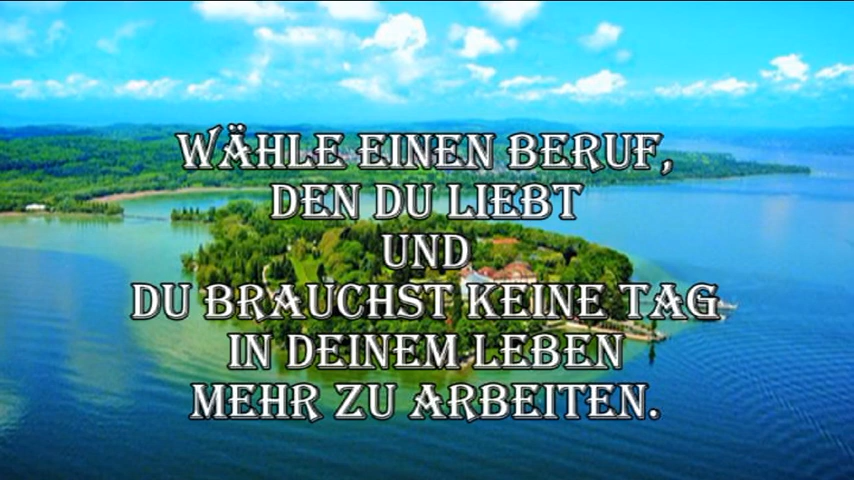 WÄHLE EINEN BERUF,
DEN DU LIEBT
UND
DU BRAUCHST KEINE TAG
IN DEINEM LEBEN
MEHR ZU ARBEITEN.